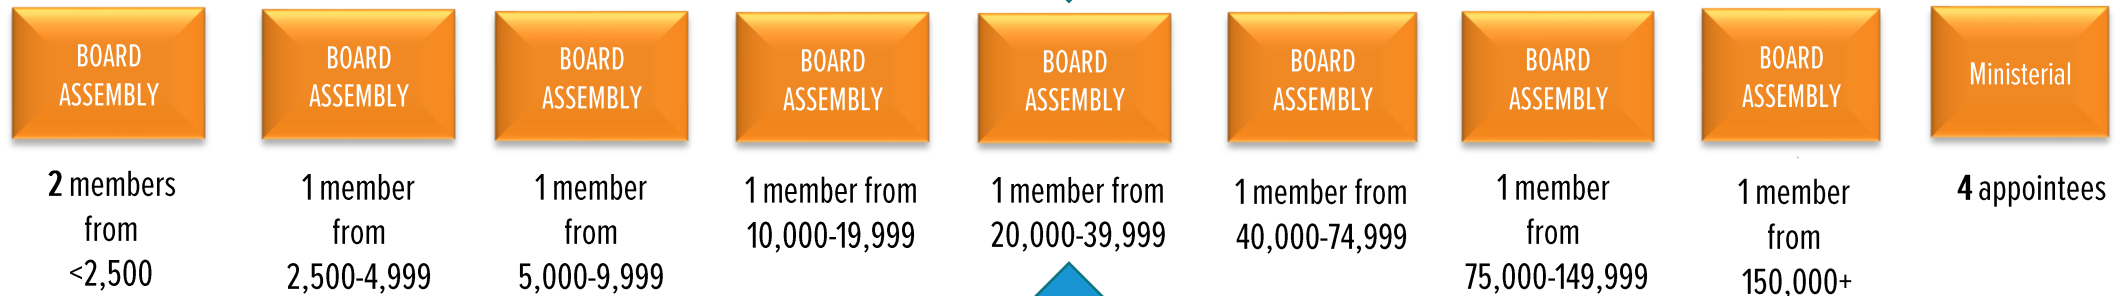 BOARD
ASSEMBLY
2 members
from
<2,500
BOARD
ASSEMBLY
1 member
from
2,500-4,999
BOARD
ASSEMBLY
1 member
from
5,000-9,999
BOARD
ASSEMBLY
1 member from
10,000-19,999
BOARD
ASSEMBLY
1 member from
20,000-39,999
BOARD
ASSEMBLY
1 member from
40,000-74,999
BOARD
ASSEMBLY
1 member
from
75,000-149,999
BOARD
ASSEMBLY
1 member
from
150,000+
Ministerial
4 appointees